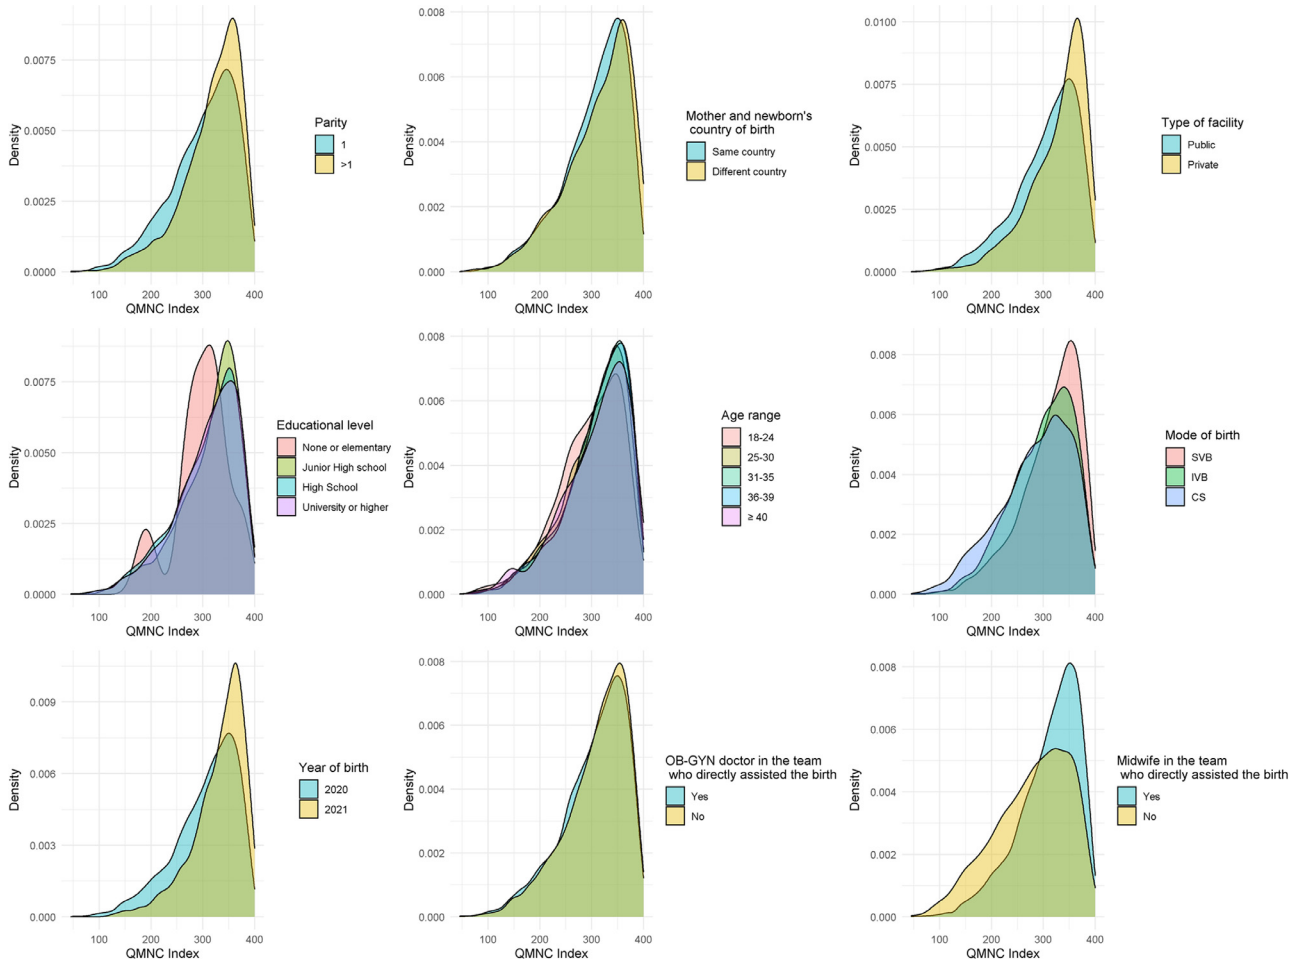 0.0075
0.0050
0.0025
0.0000
Density
100 200 300 400
QMNC Index
Parity
1
>1
0.008
0.006
0.004
0.002
0.000
Density
100 200 300 400
QMNC Index
Mother and newborn's
country of birth
Same country
Different country
0.0100
0.0075
0.0050
0.0025
0.0000
Density
100 200 300 400
QMNC Index
Type of facility
Public
Private
0.0075
0.0050
0.0025
0.0000
Density
100 200 300 400
QMNC Index
Educational level
None or elementary
Junior High school
High School
University or higher
0.008
0.006
0.004
0.002
0.000
Density
100 200 300 400
QMNC Index
Age range
18-24
25-30
31-35
36-39
≥ 40
0.008
0.006
0.004
0.002
0.000
Density
100 200 300 400
QMNC Index
Mode of birth
SVB
IVB
CS
0.009
0.006
0.003
0.000
Density
100 200 300 400
QMNC Index
Year of birth
2020
2021
0.008
0.006
0.004
0.002
0.000
Density
100 200 300 400
QMNC Index
OB-GYN doctor in the team
who directly assisted the birth
Yes
No
0.008
0.006
0.004
0.002
0.000
Density
100 200 300 400
QMNC Index
Midwife in the team
who directly assisted the birth
Yes
No